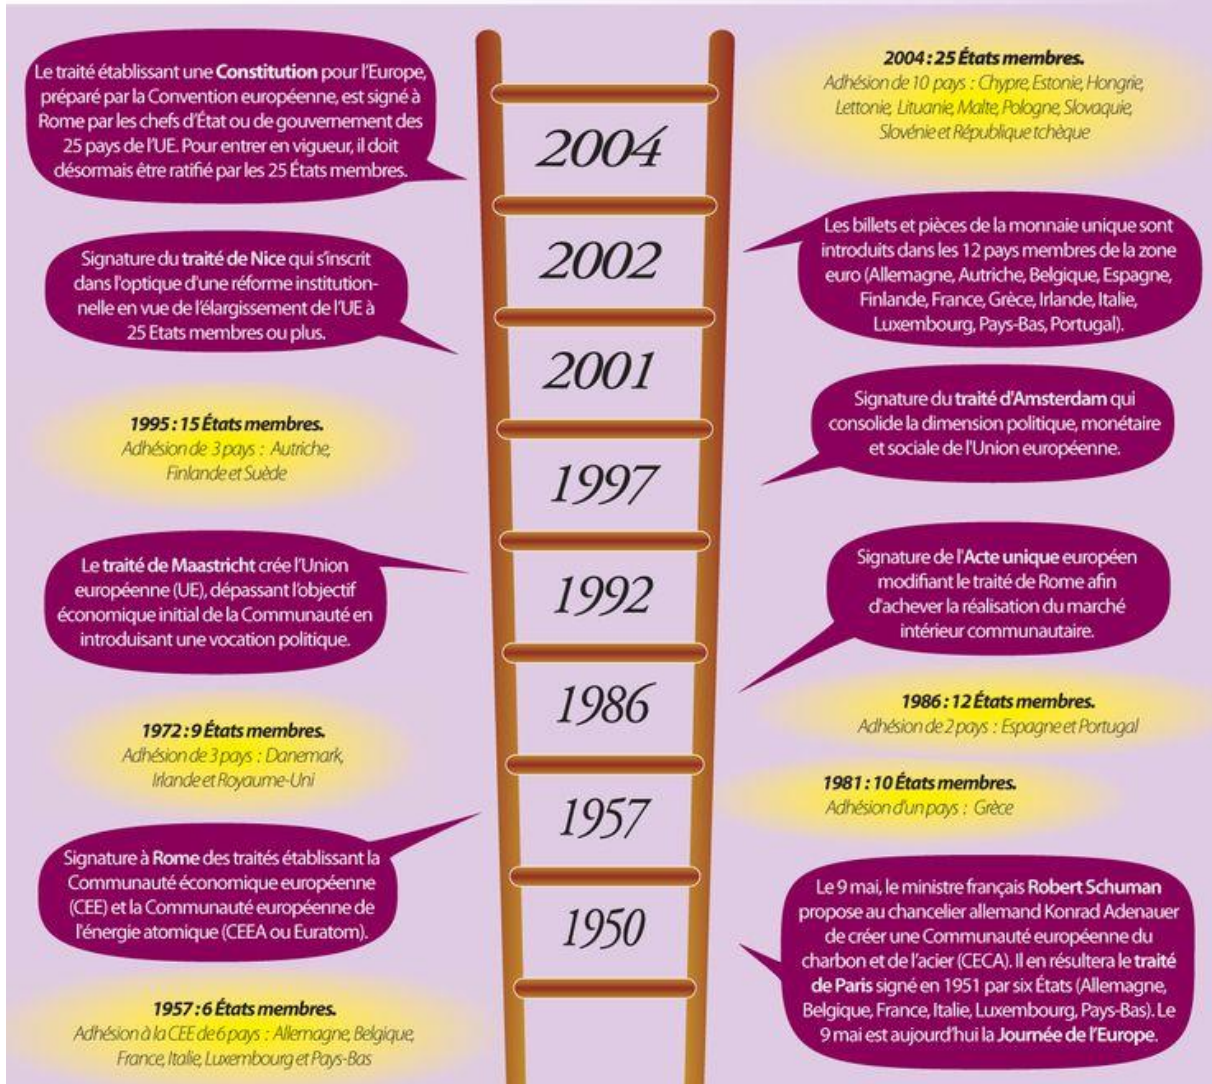 Le traité établissant une Constitution pour l'Europe,
préparé par la Convention européenne, est signé à
Rome par les chefs d'État ou de gouvernement des
25 pays de l'UE. Pour entrer en vigueur, il doit
désormais être ratifié par les 25 États membres.
2004 : 25 États membres.
Adhésion de 10 pays : Chypre, Estonie, Hongrie,
Lettonie, Lituanie, Malte, Pologne, Slovaquie,
Slovénie et République tchèque
2004
Les billets et pièces de la monnaie unique sont
introduits dans les 12 pays membres de la zone
euro (Allemagne, Autriche, Belgique, Espagne,
Finlande, France, Grèce, Irlande, Italie,
Luxembourg, Pays-Bas, Portugal).
2002
Signature du traité de Nice qui s'inscrit
dans l'optique d'une réforme institution-
nelle en vue de l'élargissement de l'UE à
25 Etats membres ou plus.
2001
Signature du traité d'Amsterdam qui
consolide la dimension politique, monétaire
et sociale de l'Union européenne.
1995 : 15 États membres.
Adhésion de 3 pays : Autriche,
Finlande et Suède
1997
Le traité de Maastricht crée l'Union
européenne (UE), dépassant l'objectif
économique initial de la Communauté en
introduisant une vocation politique.
1992
Signature de l'Acte unique européen
modifiant le traité de Rome afin
d'achever la réalisation du marché
intérieur communautaire.
1986
1986 : 12 États membres.
Adhésion de 2 pays : Espagne et Portugal
1972 : 9 États membres.
Adhésion de 3 pays : Danemark,
Irlande et Royaume-Uni
1981 : 10 États membres.
Adhésion d'un pays : Grèce
1957
Signature à Rome des traités établissant la
Communauté économique européenne
(CEE) et la Communauté européenne de
l'énergie atomique (CEEA ou Euratom).
1950
Le 9 mai, le ministre français Robert Schuman
propose au chancelier allemand Konrad Adenauer
de créer une Communauté européenne du
charbon et de l'acier (CECA). Il en résultera le traité
de Paris signé en 1951 par six États (Allemagne,
Belgique, France, Italie, Luxembourg, Pays-Bas). Le
9 mai est aujourd'hui la Journée de l'Europe.
1957 : 6 États membres.
Adhésion à la CEE de 6 pays : Allemagne, Belgique,
France, Italie, Luxembourg et Pays-Bas